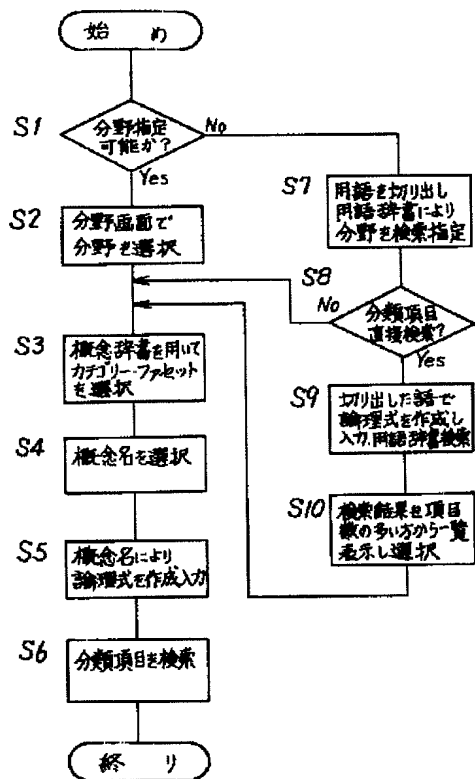 始め
S1
分野指定
可能か?
No
Yes
S2
分野画面で
分野を選択
S3
概念辞書を用いて
カテゴリー・ファセット
を選択
S4
概念名を選択
S5
概念名により
論理式を作成入力
S6
分類項目を検索
終り
S7
用語を切り出し
用語辞書により
分野を検索指定
S8
No
分類項目
直接検索?
Yes
S9
切り出した語で
論理式を作成し
入力.用語辞書検索
S10
検索結果を項目
数の多い方から一覧
表示し選択